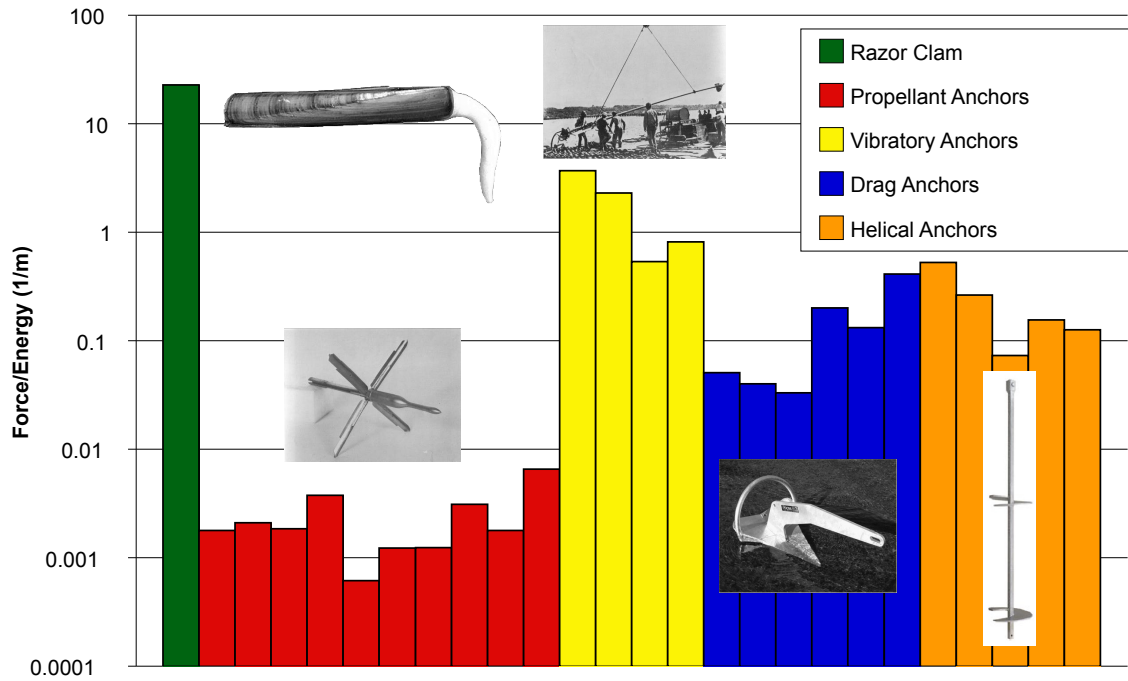 100
10
1
0.1
0.01
0.001
0.0001
Force/Energy (1/m)
Razor Clam
Propellant Anchors
Vibratory Anchors
Drag Anchors
Helical Anchors